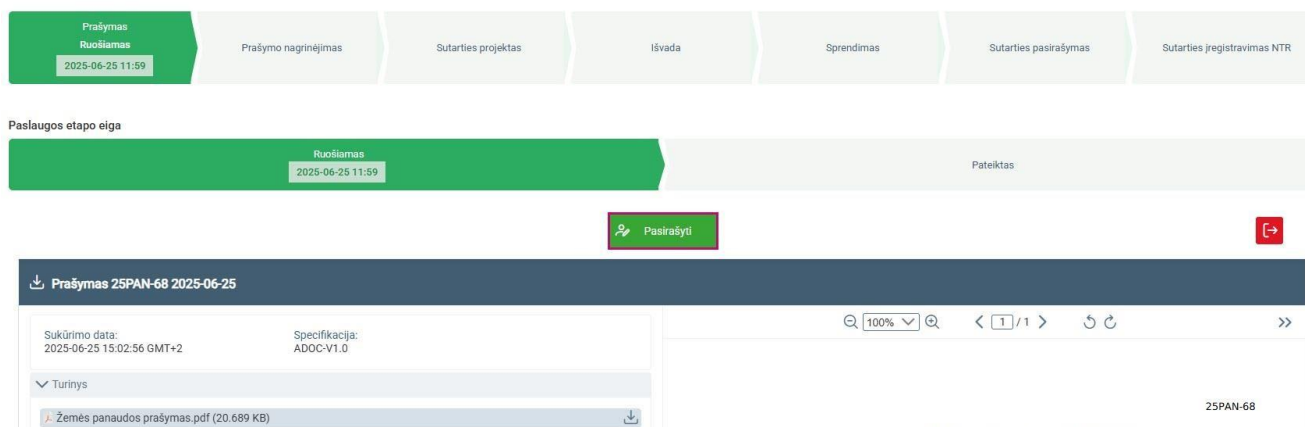 Prašymas
Ruošiamas
2025-06-25 11:59
Prašymo nagrinėjimas
Sutarties projektas
Išvada
Sprendimas
Sutarties pasirašymas
Sutarties įregistravimas NTR
Paslaugos etapo eiga
Ruošiamas
2025-06-25 11:59
Pateiktas
Pasirašyti
Prašymas 25PAN-68 2025-06-25
Sukūrimo data:
2025-06-25 15:02:56 GMT+2
Specifikacija:
ADOC-V1.0
100%
1 / 1
Turinys
Žemės panaudos prašymas.pdf (20.689 KB)
25PAN-68